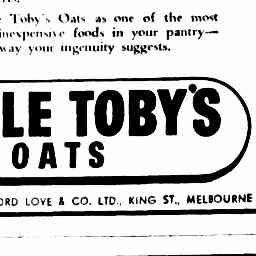 Toby's Oats as one of the most
inexpensive foods in your pantry—
way your ingenuity suggests.
LE TOBY'S
OATS
ORD LOVE & CO. LTD., KING ST., MELBOURNE